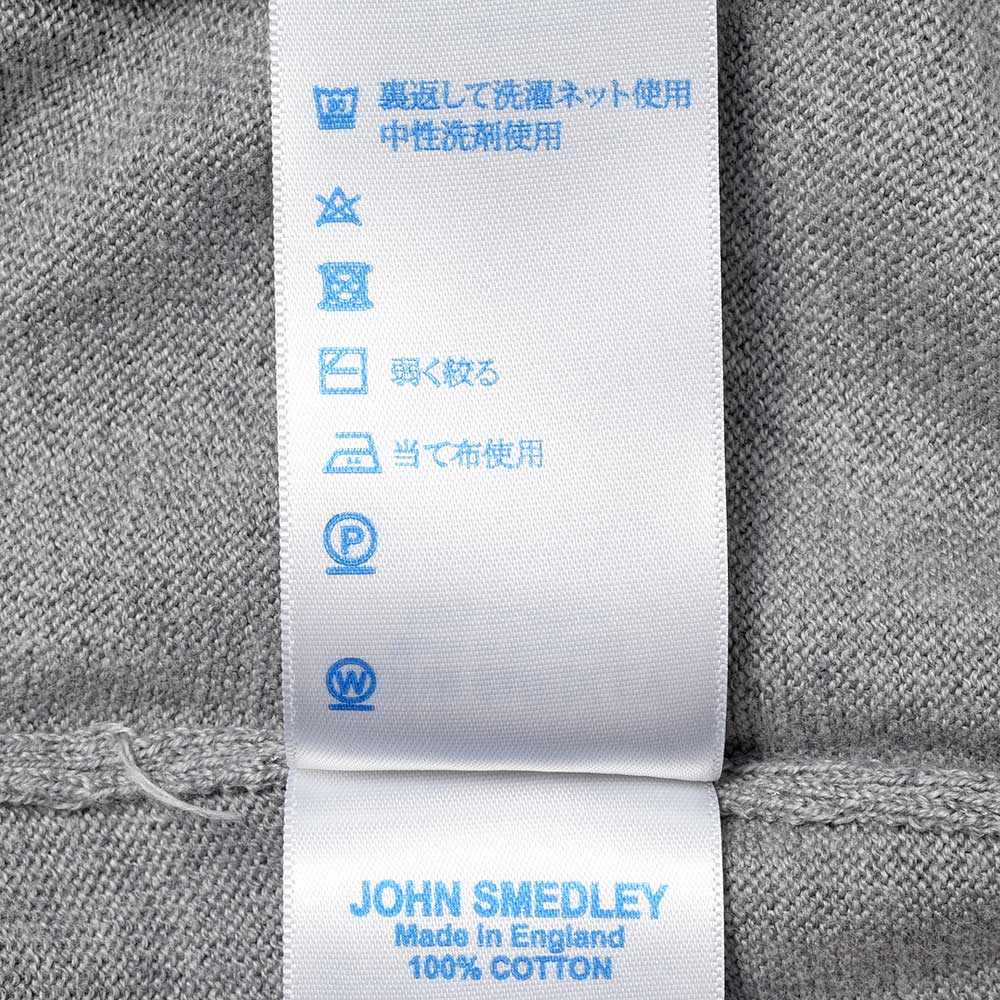 裏返して洗濯ネット使用
中性洗剤使用
弱く絞る
当て布使用
P
W
JOHN SMEDLEY
Made In England
100% COTTON